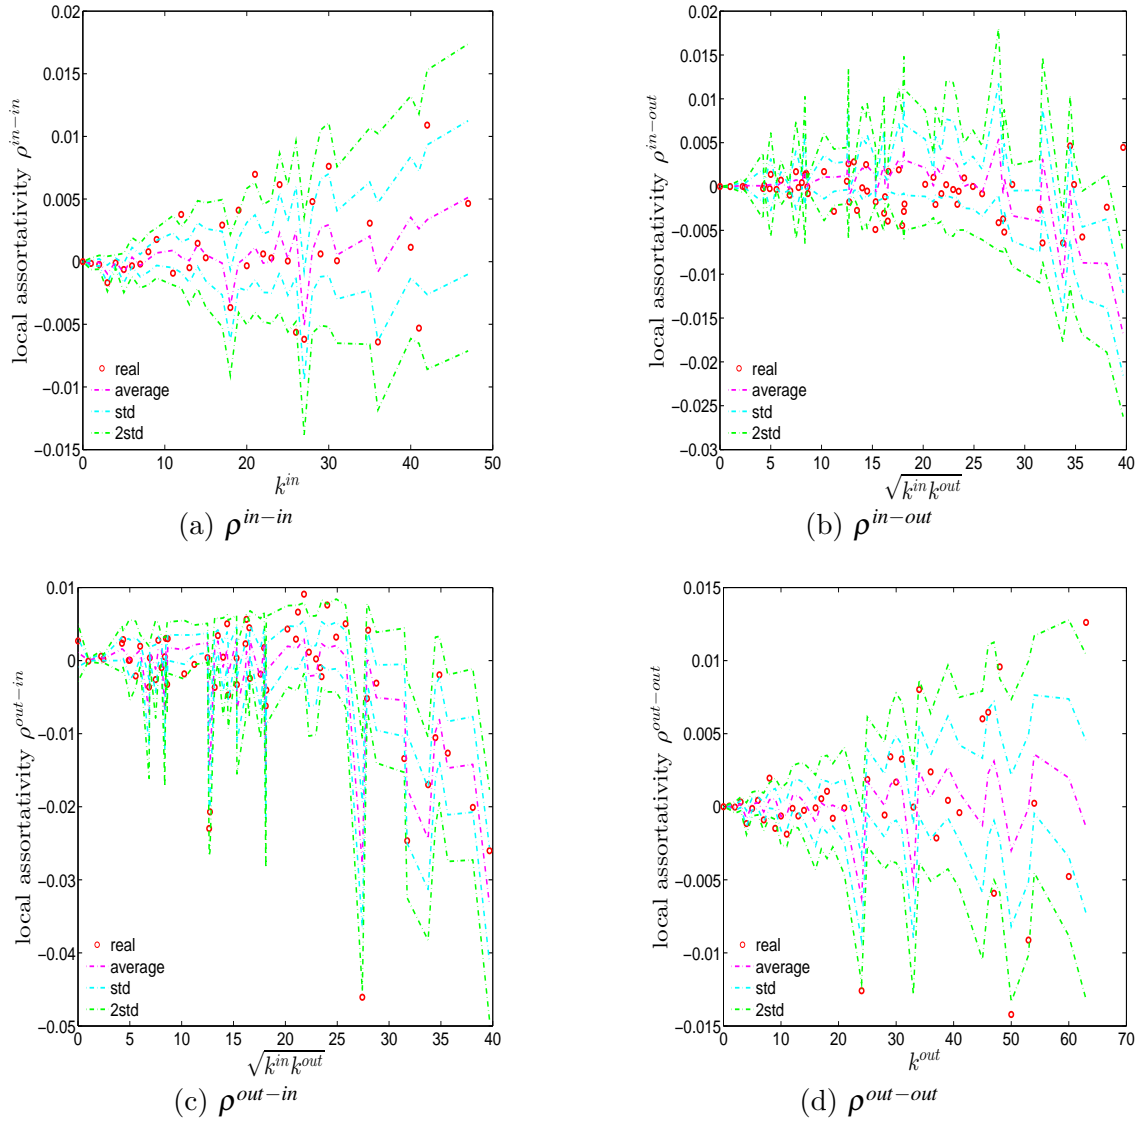 0.02
0.015
0.01
0.005
0
−0.005
−0.01
−0.015
local assortativity ρ^{in−in}
real
average
std
2std
0 10 20 30 40 50
k^{in}
(a) ρ^{in−in}
0.02
0.015
0.01
0.005
0
−0.005
−0.01
−0.015
−0.02
−0.025
−0.03
local assortativity ρ^{in−out}
real
average
std
2std
0 5 10 15 20 25 30 35 40
√k^{in}k^{out}
(b) ρ^{in−out}
0.01
0
−0.01
−0.02
−0.03
−0.04
−0.05
local assortativity ρ^{out−in}
real
average
std
2std
0 5 10 15 20 25 30 35 40
√k^{in}k^{out}
(c) ρ^{out−in}
0.015
0.01
0.005
0
−0.005
−0.01
−0.015
local assortativity ρ^{out−out}
real
average
std
2std
0 10 20 30 40 50 60 70
k^{out}
(d) ρ^{out−out}